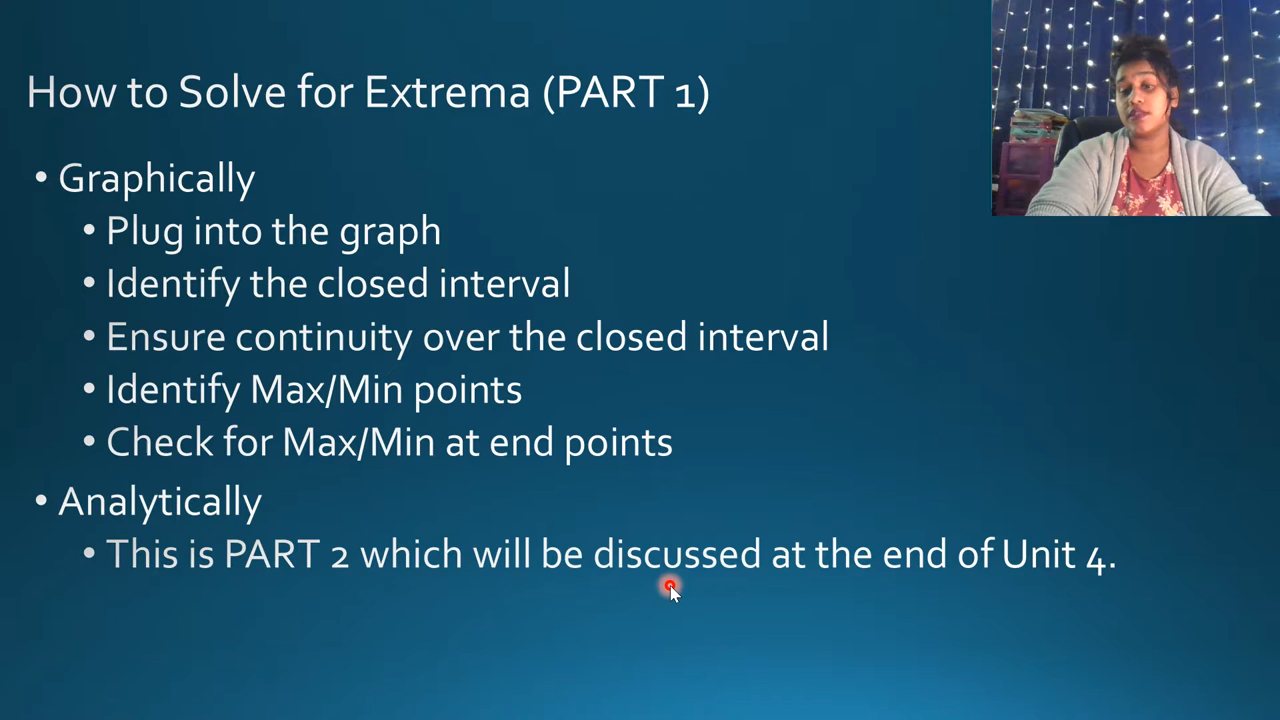 How to Solve for Extrema (PART 1)
• Graphically
• Plug into the graph
• Identify the closed interval
• Ensure continuity over the closed interval
• Identify Max/Min points
• Check for Max/Min at end points
• Analytically
• This is PART 2 which will be discussed at the end of Unit 4.